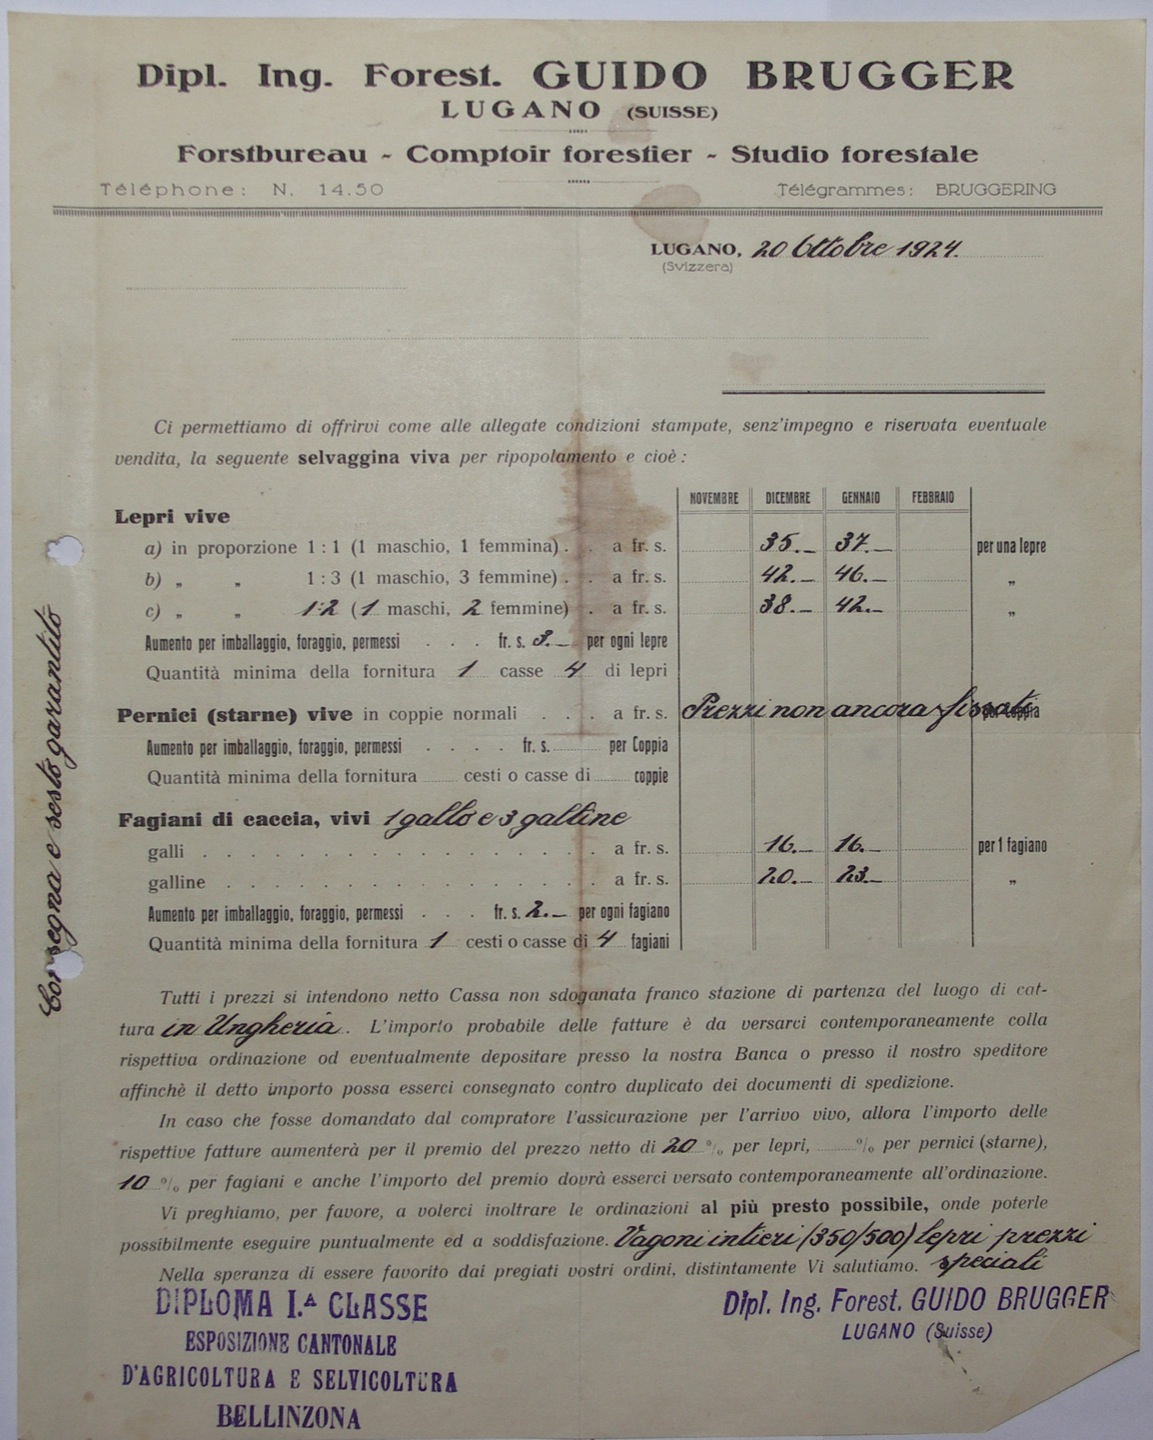 Dipl. Ing. Forest. GUIDO BRUGGER
LUGANO (SUISSE)
Forstbureau - Comptoir forestier - Studio forestale
Téléphone: N. 14.50 Télégrammes: BRUGGERING
LUGANO, 20 Ottobre 1924.
(Svizzera)
Ci permettiamo di offrirvi come alle allegate condizioni stampate, senz'impegno e riservata eventuale
vendita, la seguente selvaggina viva per ripopolamento e cioè:
NOVEMBRE DICEMBRE GENNAIO FEBBRAIO
Lepri vive
a) in proporzione 1 : 1 (1 maschio, 1 femmina) . . a fr. s. 35.- 37.- per una lepre
b) „ „ 1 : 3 (1 maschio, 3 femmine) . . a fr. s. 42.- 46.- „
c) „ „ 1:2 (1 maschi, 2 femmine) . a fr. s. 38.- 42.- „
Aumento per imballaggio, foraggio, permessi . . . fr. s. 3.- per ogni lepre
Quantità minima della fornitura 1 casse 4 di lepri
Pernici (starne) vive in coppie normali . . . a fr. s. Prezzi non ancora fissati per coppia
Aumento per imballaggio, foraggio, permessi . . . . fr. s. per Coppia
Quantità minima della fornitura cesti o casse di coppie
Fagiani di caccia, vivi 1 gallo e 3 galline
galli . . . . . . . . . . . . . . . . a fr. s. 16.- 16.- per 1 fagiano
galline . . . . . . . . . . . . . . . a fr. s. 20.- 23.- „
Aumento per imballaggio, foraggio, permessi . . . fr. s. 2.- per ogni fagiano
Quantità minima della fornitura 1 cesti o casse di 4 fagiani
Consegna e sesto garantito
Tutti i prezzi si intendono netto Cassa non sdoganata franco stazione di partenza del luogo di cat-
tura in Ungheria. L'importo probabile delle fatture è da versarci contemporaneamente colla
rispettiva ordinazione od eventualmente depositare presso la nostra Banca o presso il nostro speditore
affinchè il detto importo possa esserci consegnato contro duplicato dei documenti di spedizione.
In caso che fosse domandato dal compratore l'assicurazione per l'arrivo vivo, allora l'importo delle
rispettive fatture aumenterà per il premio del prezzo netto di 20 % per lepri, % per pernici (starne),
10 % per fagiani e anche l'importo del premio dovrà esserci versato contemporaneamente all'ordinazione.
Vi preghiamo, per favore, a volerci inoltrare le ordinazioni al più presto possibile, onde poterle
possibilmente eseguire puntualmente ed a soddisfazione. Vagoni intieri (350/500) lepri prezzi
speciali
Nella speranza di essere favorito dai pregiati vostri ordini, distintamente Vi salutiamo.
DIPLOMA I.A CLASSE
ESPOSIZIONE CANTONALE
D'AGRICOLTURA E SELVICOLTURA
BELLINZONA
Dipl. Ing. Forest. GUIDO BRUGGER
LUGANO (Suisse)